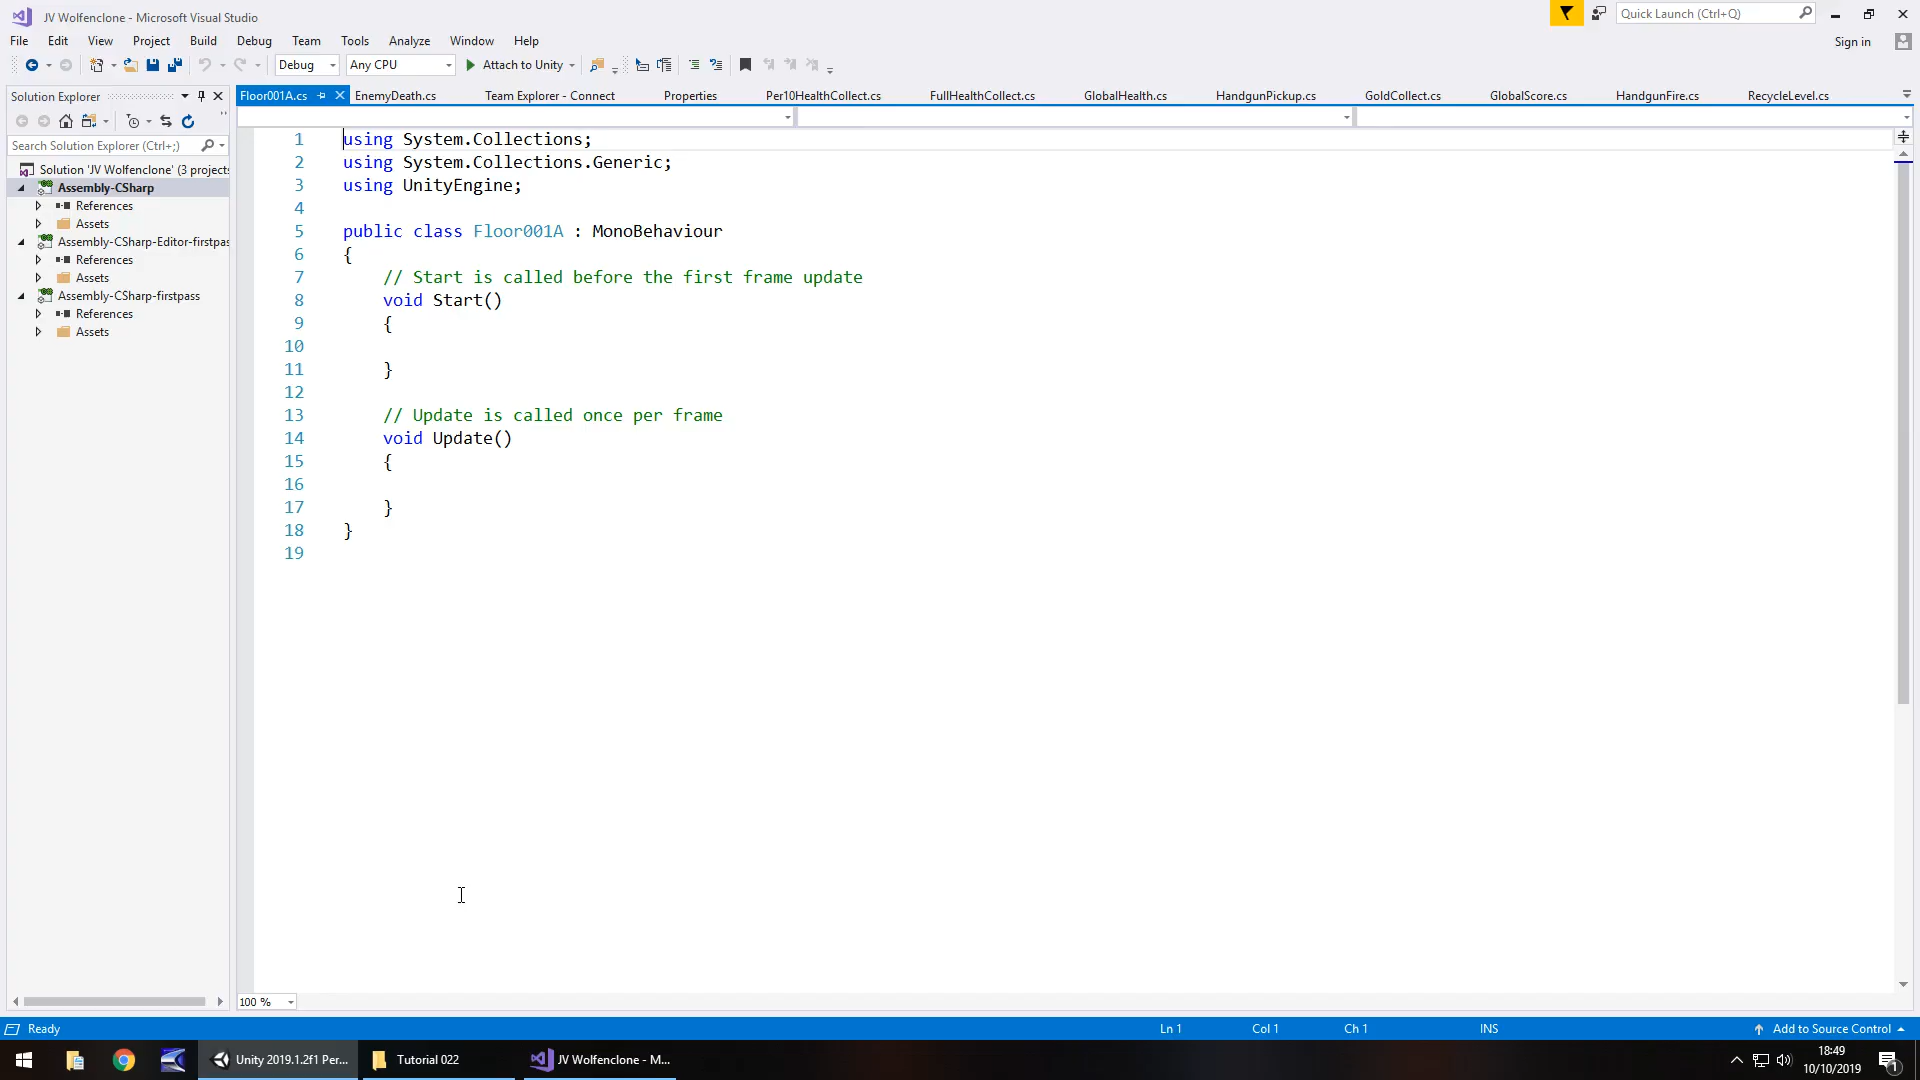 JV Wolfenclone - Microsoft Visual Studio
Quick Launch (Ctrl+Q)
File Edit View Project Build Debug Team Tools Test Analyze Window Help
Sign in
Debug Any CPU Attach to Unity
Solution Explorer
Floor001A.cs EnemyDeath.cs Team Explorer - Connect Properties Per10HealthCollect.cs FullHealthCollect.cs GlobalHealth.cs HandgunPickup.cs GoldCollect.cs GlobalScore.cs HandgunFire.cs RecycleLevel.cs
Search Solution Explorer (Ctrl+;)
Solution 'JV Wolfenclone' (3 projects
Assembly-CSharp
References
Assets
Assembly-CSharp-Editor-firstpas
References
Assets
Assembly-CSharp-firstpass
References
Assets
1 using System.Collections;
2 using System.Collections.Generic;
3 using UnityEngine;
4
5 public class Floor001A : MonoBehaviour
6 {
7 // Start is called before the first frame update
8 void Start()
9 {
10
11 }
12
13 // Update is called once per frame
14 void Update()
15 {
16
17 }
18 }
19
100 %
Ready Ln 1 Col 1 Ch 1 INS Add to Source Control
Unity 2019.1.2f1 Per... Tutorial 022 JV Wolfenclone - M...
18:49
10/10/2019
1